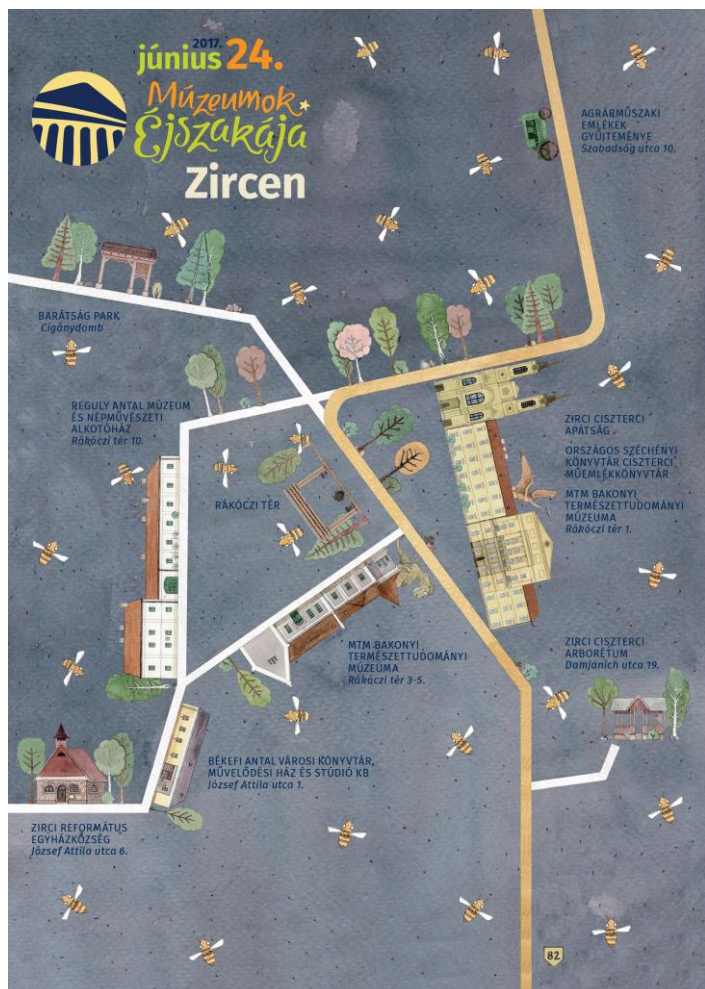 2017.
június 24.
Múzeumok
Éjszakája
Zircen
AGRÁRMŰSZAKI
EMLÉKEK
GYŰJTEMÉNYE
Szabadság utca 10.
BARÁTSÁG PARK
Cigánydomb
REGULY ANTAL MÚZEUM
ÉS NÉPMŰVÉSZETI
ALKOTÓHÁZ
Rákóczi tér 10.
RÁKÓCZI TÉR
ZIRCI CISZTERCI
APÁTSÁG
ORSZÁGOS SZÉCHÉNYI
KÖNYVTÁR CISZTERCI
MŰEMLÉKKÖNYVTÁR
MTM BAKONYI
TERMÉSZETTUDOMÁNYI
MÚZEUMA
Rákóczi tér 1.
MTM BAKONYI
TERMÉSZETTUDOMÁNYI
MÚZEUMA
Rákóczi tér 3-5.
ZIRCI CISZTERCI
ARBORÉTUM
Damjanich utca 19.
BÉKEFI ANTAL VÁROSI KÖNYVTÁR,
MŰVELŐDÉSI HÁZ ÉS STÚDIÓ KB
József Attila utca 1.
ZIRCI REFORMÁTUS
EGYHÁZKÖZSÉG
József Attila utca 6.
82